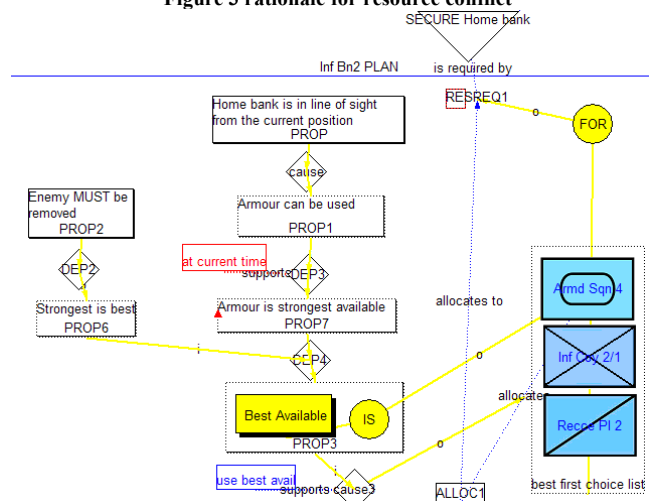 Figure 3 rationale for resource conflict
SECURE Home bank
Inf Bn2 PLAN
is required by
RESREQ1
o
FOR
Home bank is in line of sight
from the current position
PROP
cause
Enemy MUST be
removed
PROP2
Armour can be used
PROP1
at current time
supports
DEP3
DEP2
Strongest is best
PROP6
Armour is strongest available
PROP7
allocates to
Armd Sqn 4
DEP4
o
Inf Coy 2/1
Best Available
IS
PROP3
allocates
Recce Pl 2
o
use best avail
supports
cause3
ALLOC1
best first choice list